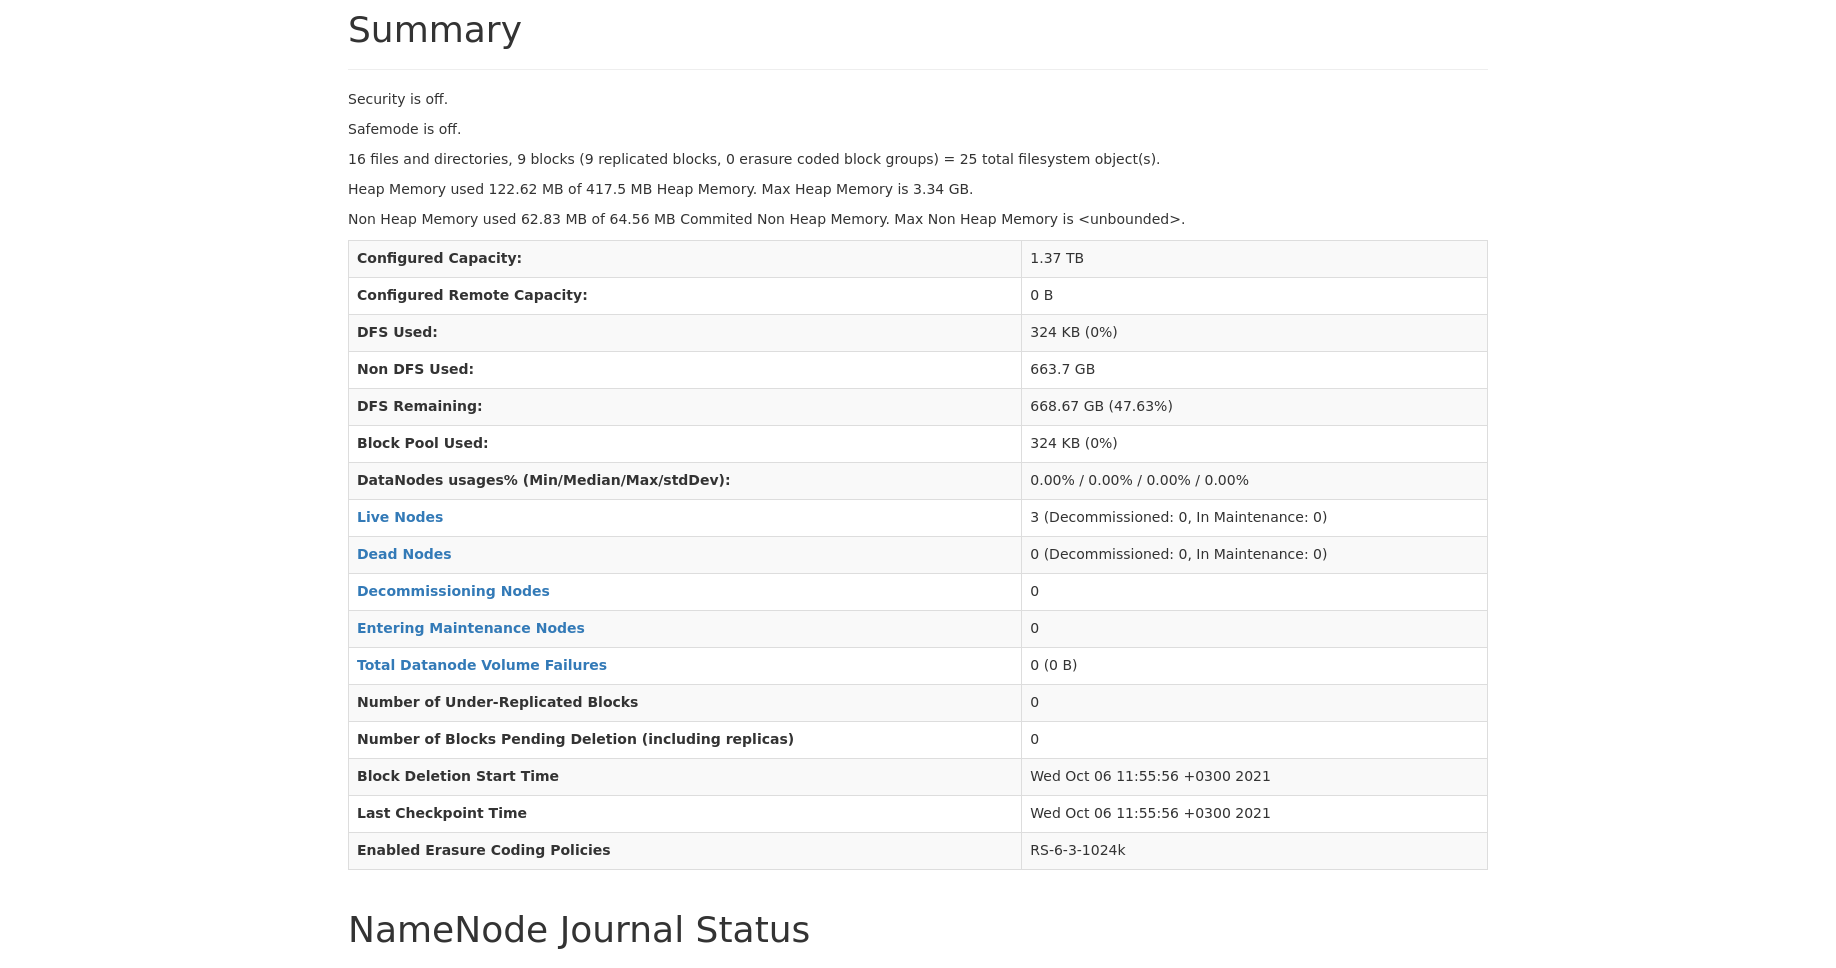 Summary
Security is off.
Safemode is off.
16 files and directories, 9 blocks (9 replicated blocks, 0 erasure coded block groups) = 25 total filesystem object(s).
Heap Memory used 122.62 MB of 417.5 MB Heap Memory. Max Heap Memory is 3.34 GB.
Non Heap Memory used 62.83 MB of 64.56 MB Commited Non Heap Memory. Max Non Heap Memory is <unbounded>.
Configured Capacity: 1.37 TB
Configured Remote Capacity: 0 B
DFS Used: 324 KB (0%)
Non DFS Used: 663.7 GB
DFS Remaining: 668.67 GB (47.63%)
Block Pool Used: 324 KB (0%)
DataNodes usages% (Min/Median/Max/stdDev): 0.00% / 0.00% / 0.00% / 0.00%
Live Nodes 3 (Decommissioned: 0, In Maintenance: 0)
Dead Nodes 0 (Decommissioned: 0, In Maintenance: 0)
Decommissioning Nodes 0
Entering Maintenance Nodes 0
Total Datanode Volume Failures 0 (0 B)
Number of Under-Replicated Blocks 0
Number of Blocks Pending Deletion (including replicas) 0
Block Deletion Start Time Wed Oct 06 11:55:56 +0300 2021
Last Checkpoint Time Wed Oct 06 11:55:56 +0300 2021
Enabled Erasure Coding Policies RS-6-3-1024k
NameNode Journal Status